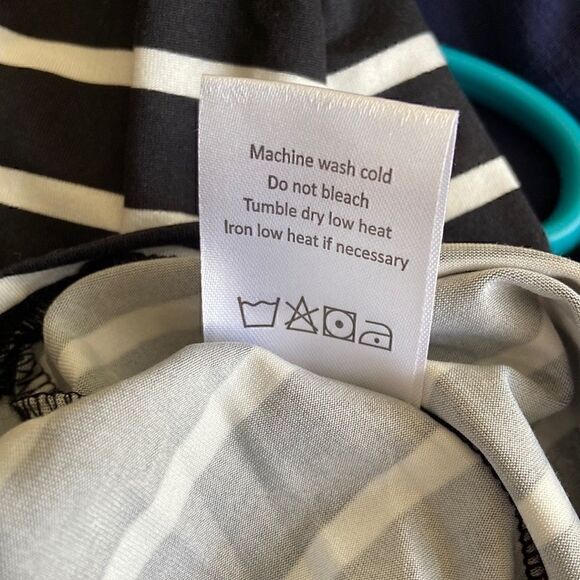 Machine wash cold
Do not bleach
Tumble dry low heat
Iron low heat if necessary